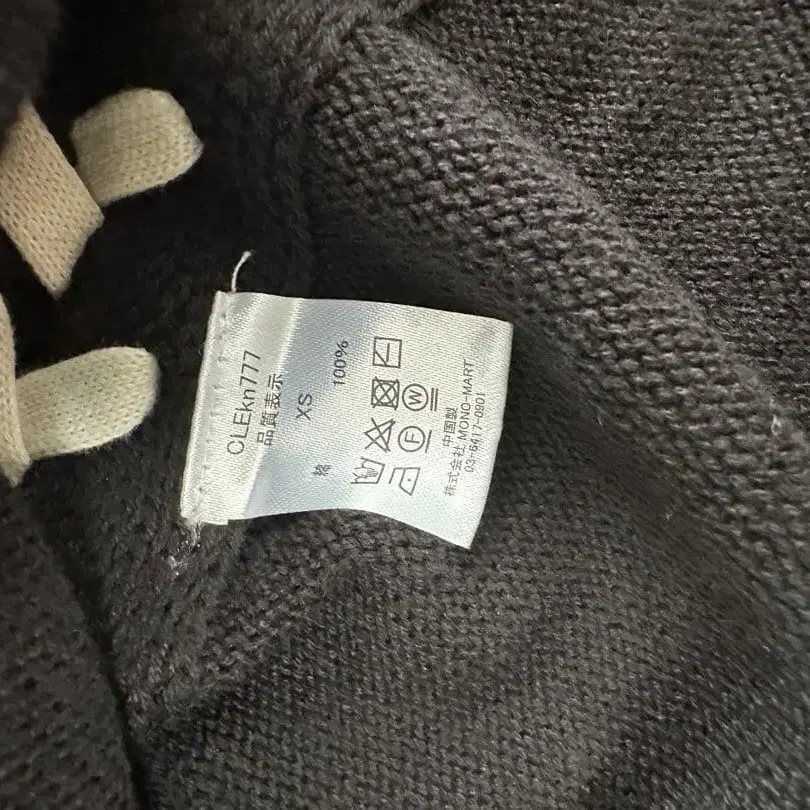 CLEkn777
品質表示
XS
綿 100%
中国製
株式会社 MONO-MART
03-6417-0901